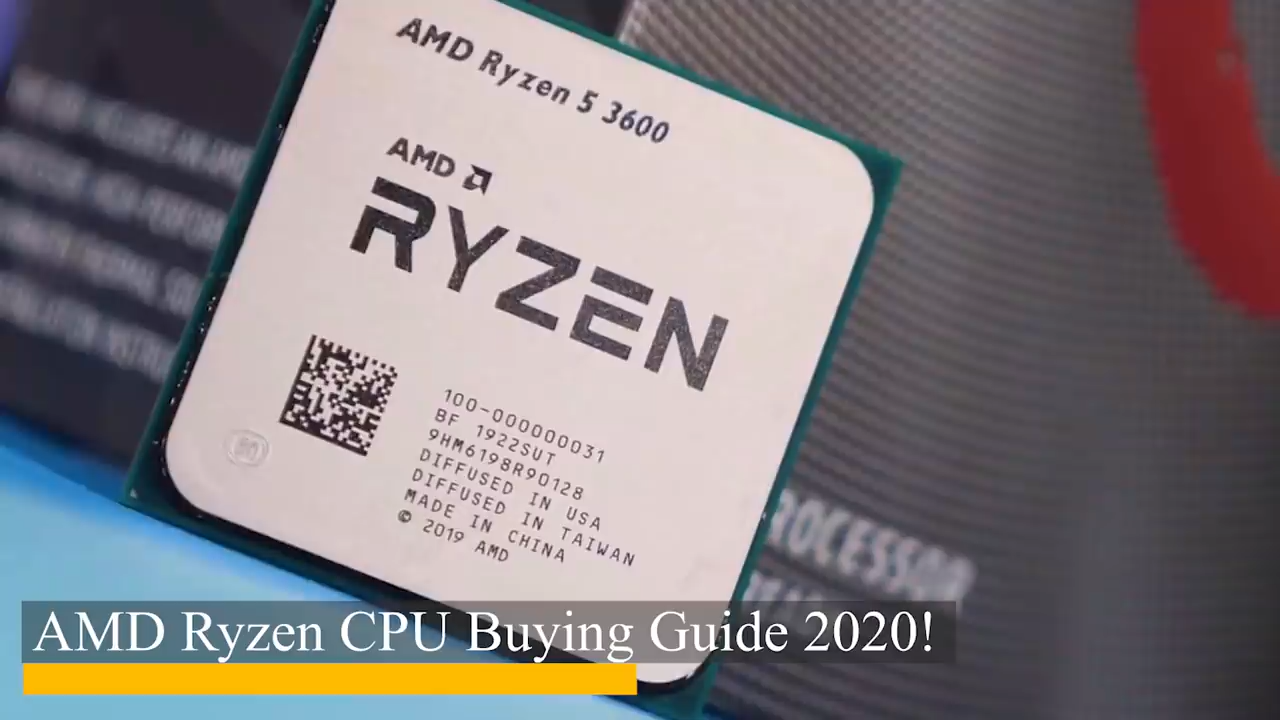 AMD Ryzen 5 3600
AMD
RYZEN
100-000000031
BF 1922SUT
9HM6198R90128
DIFFUSED IN USA
DIFFUSED IN TAIWAN
MADE IN CHINA
© 2019 AMD
AMD Ryzen CPU Buying Guide 2020!